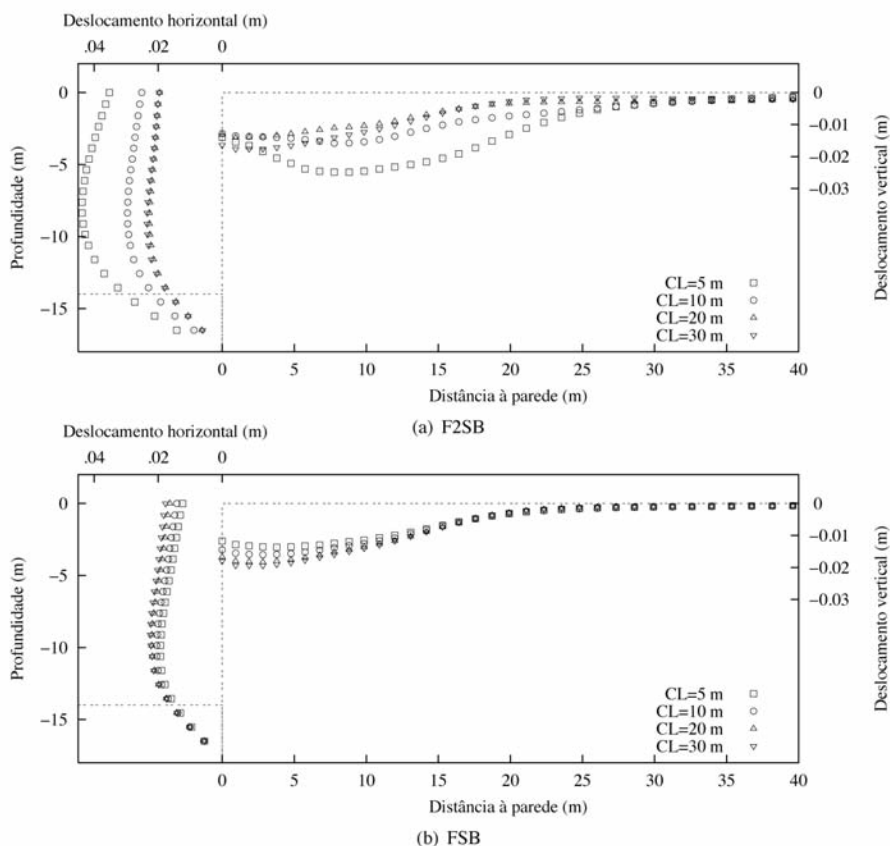 Deslocamento horizontal (m)
.04 .02 0
0
−5
−10
−15
Profundidade (m)
0
−0.01
−0.02
−0.03
Deslocamento vertical (m)
CL=5 m
CL=10 m
CL=20 m
CL=30 m
0 5 10 15 20 25 30 35 40
Distância à parede (m)
(a) F2SB
Deslocamento horizontal (m)
.04 .02 0
0
−5
−10
−15
Profundidade (m)
0
−0.01
−0.02
−0.03
Deslocamento vertical (m)
CL=5 m
CL=10 m
CL=20 m
CL=30 m
0 5 10 15 20 25 30 35 40
Distância à parede (m)
(b) FSB